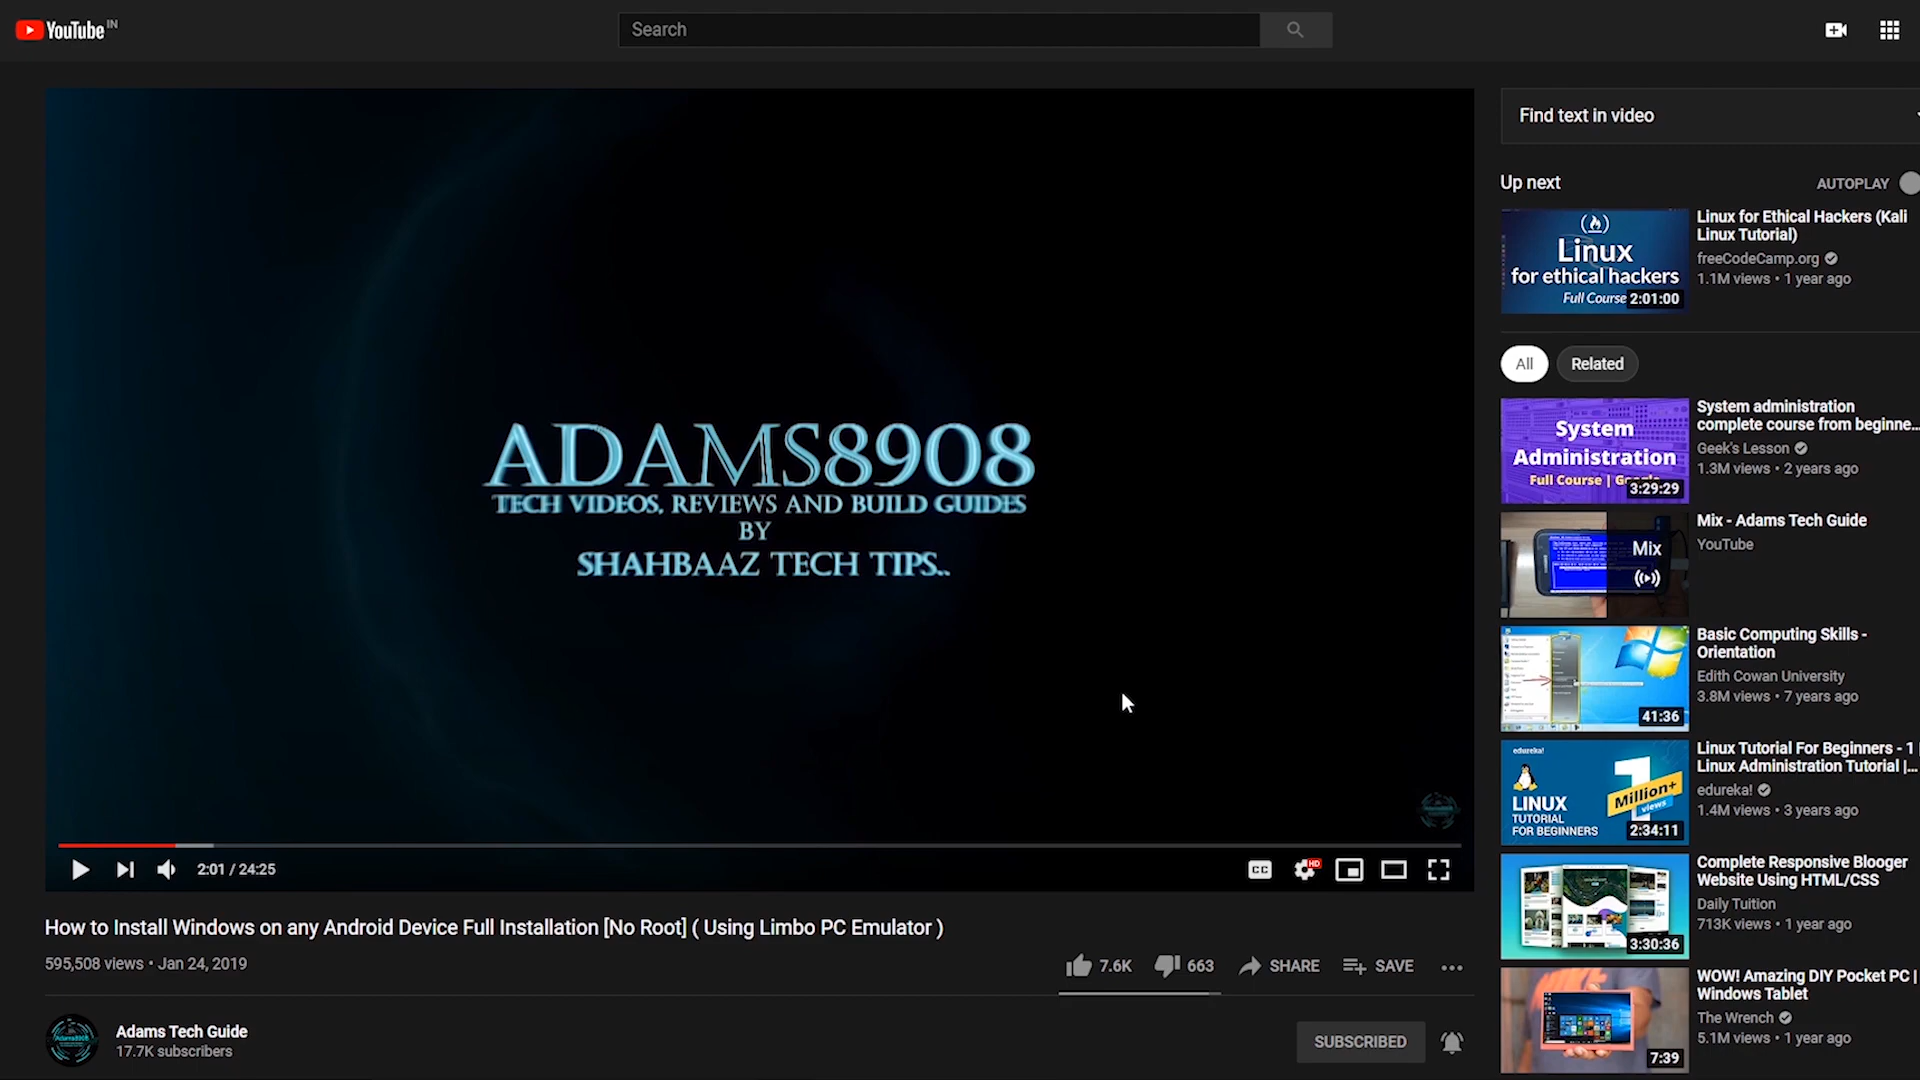 YouTube IN
Search
ADAMS8908
TECH VIDEOS, REVIEWS AND BUILD GUIDES
BY
SHAHBAAZ TECH TIPS..
2:01 / 24:25
CC
HD
How to Install Windows on any Android Device Full Installation [No Root] ( Using Limbo PC Emulator )
595,508 views • Jan 24, 2019
7.6K
663
SHARE
SAVE
Adams8908
Adams Tech Guide
17.7K subscribers
SUBSCRIBED
Find text in video
Up next
AUTOPLAY
Linux
for ethical hackers
Full Course
2:01:00
Linux for Ethical Hackers (Kali
Linux Tutorial)
freeCodeCamp.org
1.1M views • 1 year ago
All
Related
System
Administration
Full Course |
3:29:29
System administration
complete course from beginne...
Geek's Lesson
1.3M views • 2 years ago
Mix
Mix - Adams Tech Guide
YouTube
41:36
Basic Computing Skills -
Orientation
Edith Cowan University
3.8M views • 7 years ago
edureka!
LINUX
TUTORIAL
FOR BEGINNERS
1
Million+
views
2:34:11
Linux Tutorial For Beginners - 1
Linux Administration Tutorial |...
edureka!
1.4M views • 3 years ago
3:30:36
Complete Responsive Blooger
Website Using HTML/CSS
Daily Tuition
713K views • 1 year ago
7:39
WOW! Amazing DIY Pocket PC |
Windows Tablet
The Wrench
5.1M views • 1 year ago